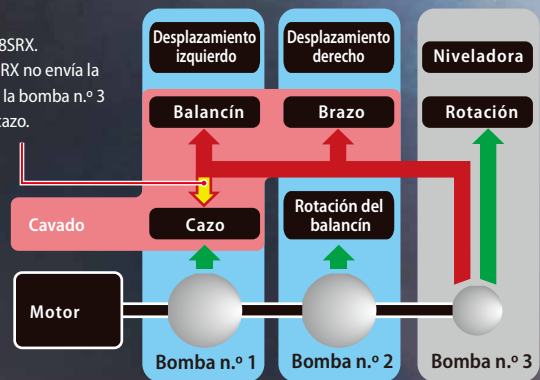 8SRX.
RX no envía la
la bomba n.º 3
cazo.
Desplazamiento
izquierdo
Desplazamiento
derecho
Niveladora
Balancín
Brazo
Rotación
Cavado
Cazo
Rotación del
balancín
Motor
Bomba n.º 1
Bomba n.º 2
Bomba n.º 3